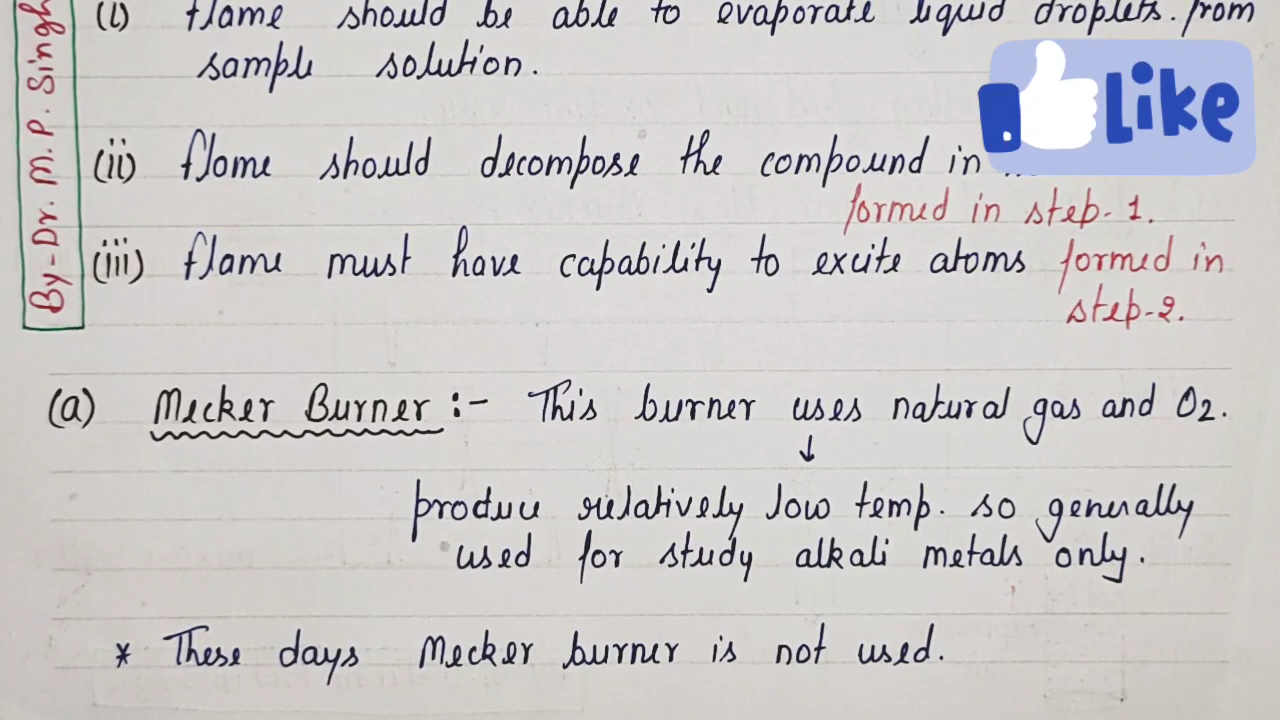 By-Dr. M. P. Singh
(i) flame should be able to evaporate liquid droplets from
sample solution.
(ii) flame should decompose the compound in
formed in step-1.
(iii) flame must have capability to excite atoms formed in
step-2.
(a) Mecker Burner :- This burner uses natural gas and O2.
↓
produce relatively low temp. so generally
used for study alkali metals only.
* These days Mecker burner is not used.
Like